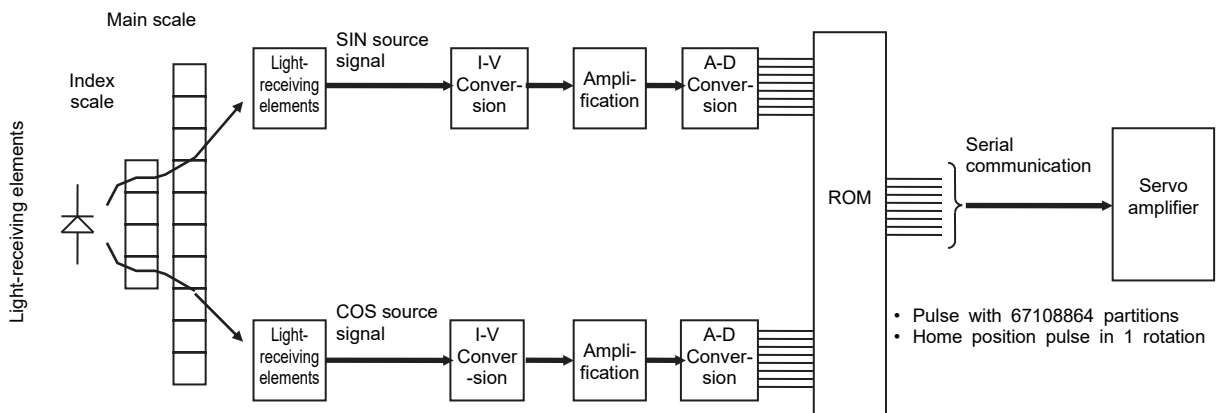 Main scale
Index
scale
Light-receiving elements
Light-
receiving
elements
SIN source
signal
I-V
Conver-
sion
Ampli-
fication
A-D
Conver-
sion
ROM
Serial
communication
Servo
amplifier
Light-
receiving
elements
COS source
signal
I-V
Conver
-sion
Ampli-
fication
A-D
Conver-
sion
• Pulse with 67108864 partitions
• Home position pulse in 1 rotation